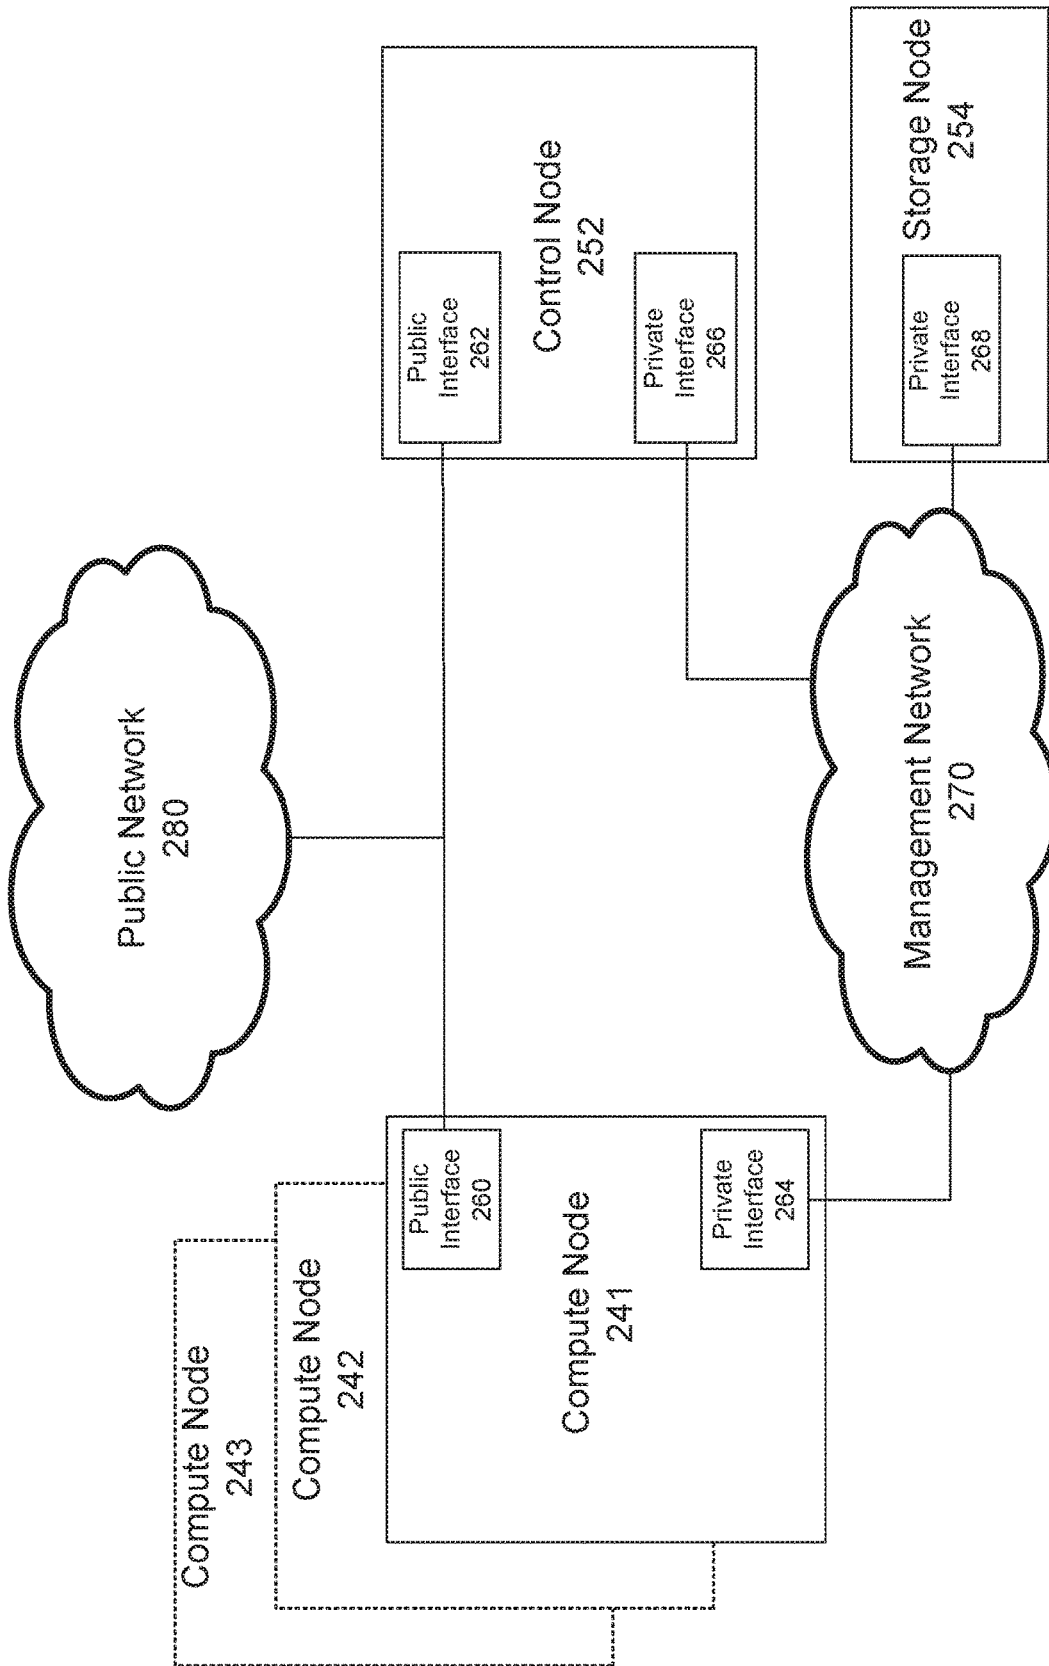 Public Network
280
Compute Node
243
Compute Node
242
Compute Node
241
Public
Interface
260
Private
Interface
264
Public
Interface
262
Control Node
252
Private
Interface
266
Management Network
270
Storage Node
254
Private
Interface
268